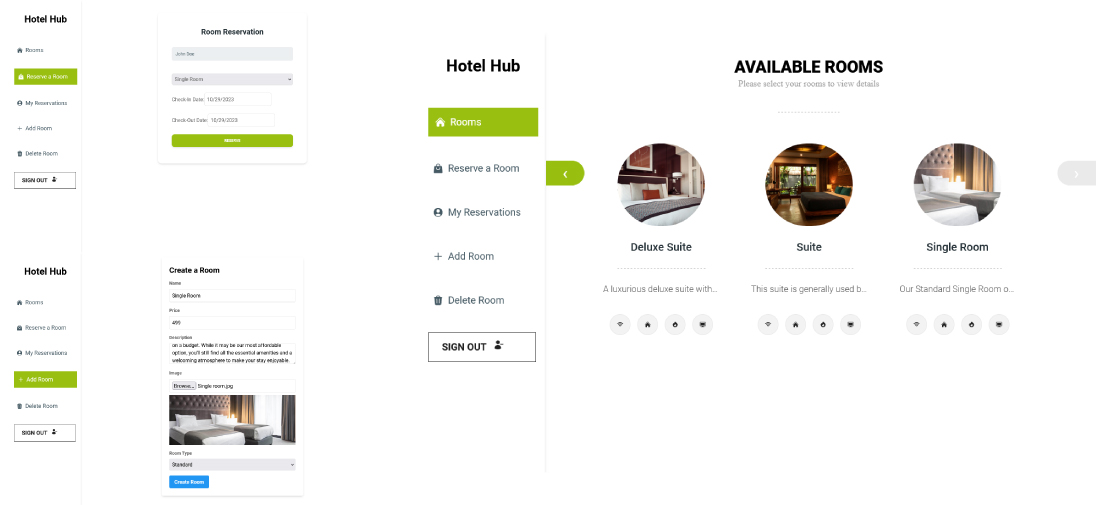 Hotel Hub
Rooms
Reserve a Room
My Reservations
Add Room
Delete Room
SIGN OUT
Room Reservation
John Doe
Single Room
Check-In Date: 10/29/2023
Check-Out Date: 10/29/2023
RESERVE
Hotel Hub
Rooms
Reserve a Room
My Reservations
Add Room
Delete Room
SIGN OUT
Create a Room
Name
Single Room
Price
499
Description
on a budget. While it may be our most affordable
option, you'll still find all the essential amenities and a
welcoming atmosphere to make your stay enjoyable.
Image
Browse... Single room.jpg
Room Type
Standard
Create Room
Hotel Hub
Rooms
Reserve a Room
My Reservations
Add Room
Delete Room
SIGN OUT
AVAILABLE ROOMS
Please select your rooms to view details
Deluxe Suite
A luxurious deluxe suite with...
Suite
This suite is generally used b...
Single Room
Our Standard Single Room o...